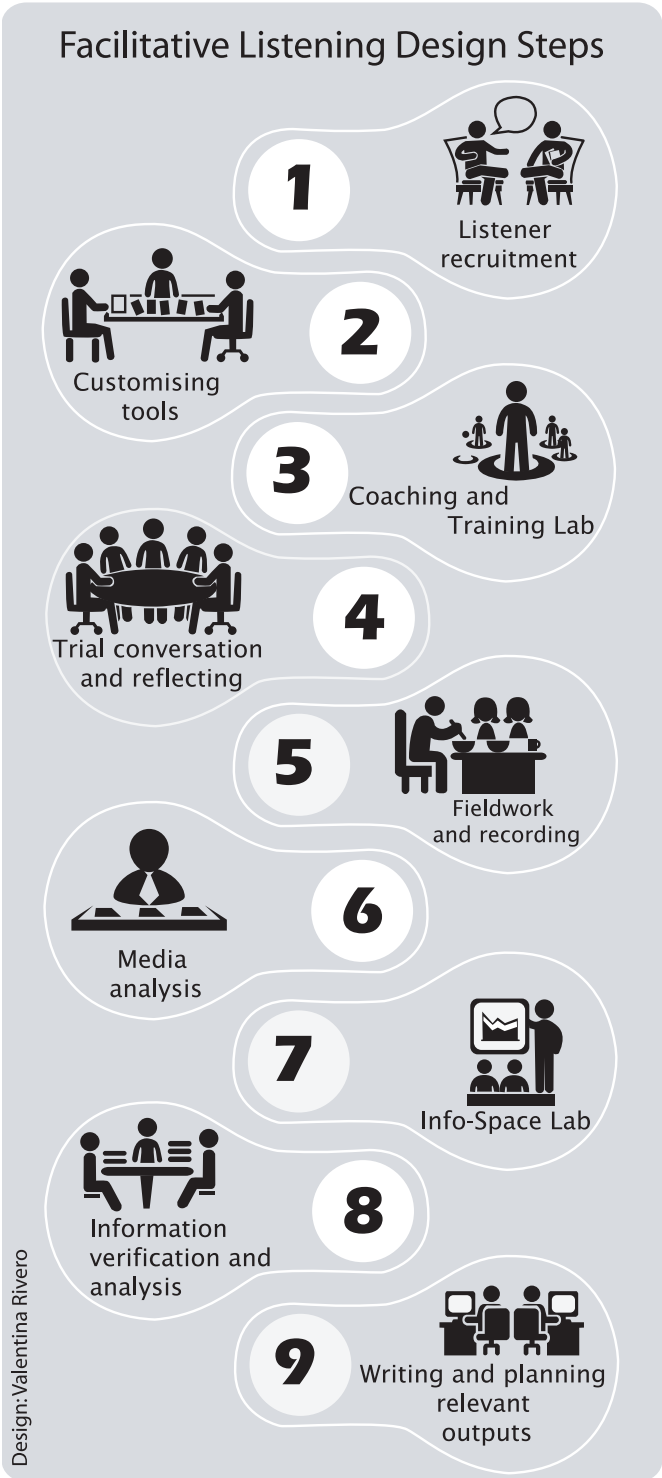 Facilitative Listening Design Steps
1
Listener
recruitment
2
Customising
tools
3
Coaching and
Training Lab
4
Trial conversation
and reflecting
5
Fieldwork
and recording
6
Media
analysis
7
Info-Space Lab
8
Information
verification and
analysis
9
Writing and planning
relevant
outputs
Design: Valentina Rivero